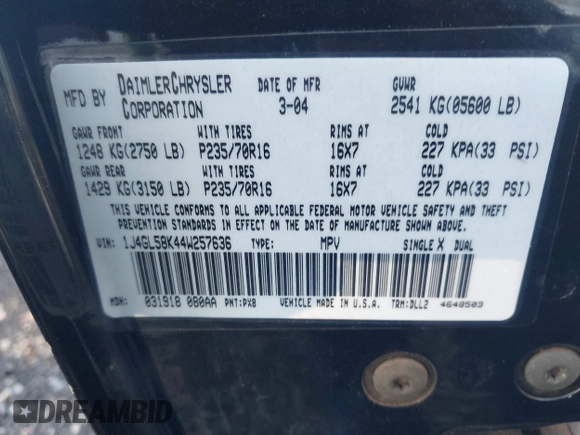 MFD BY DAIMLERCHRYSLER CORPORATION DATE OF MFR 3-04 GVWR 2541 KG(05600 LB)
GAWR FRONT WITH TIRES RIMS AT COLD
1248 KG(2750 LB) P235/70R16 16X7 227 KPA(33 PSI)
GAWR REAR WITH TIRES RIMS AT COLD
1429 KG(3150 LB) P235/70R16 16X7 227 KPA(33 PSI)
THIS VEHICLE CONFORMS TO ALL APPLICABLE FEDERAL MOTOR VEHICLE SAFETY AND THEFT
PREVENTION STANDARDS IN EFFECT ON THE DATE OF MANUFACTURE SHOWN ABOVE.
VIN: 1J4GL58K44W257636 TYPE: MPV SINGLE X DUAL
MDH: 031918 080AA PNT:PXB VEHICLE MADE IN U.S.A. TRM:DLL2 4648503
DREAMBID